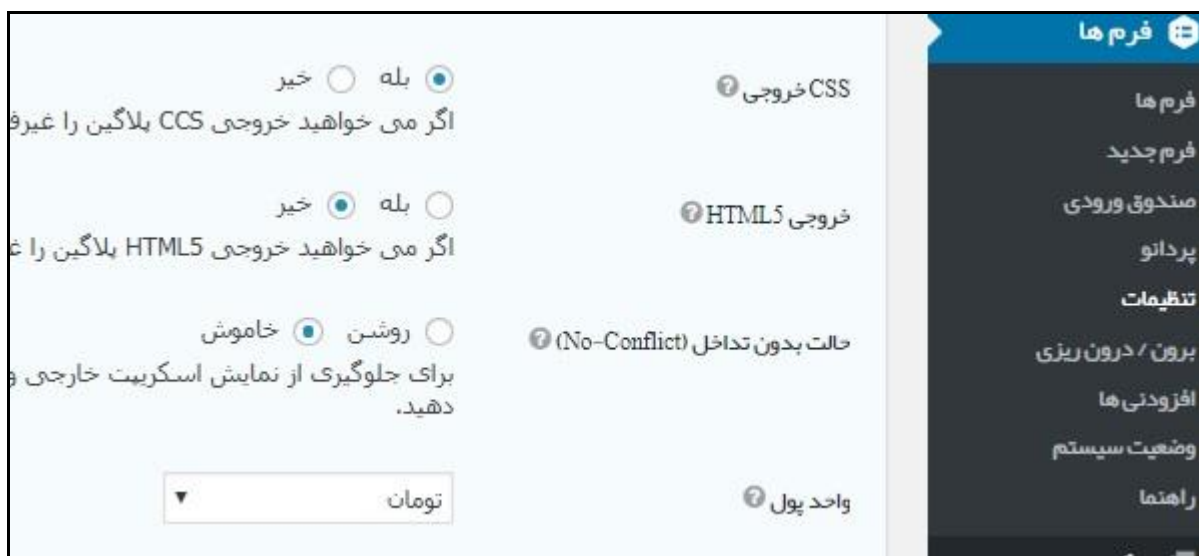 فرم ها
فرم ها
فرم جدید
صندوق ورودی
پردانو
تنظیمات
برون / درون ریزی
افزودنی ها
وضعیت سیستم
راهنما
CSS خروجی
بله خیر
اگر می خواهید خروجی CCS پلاگین را
خروجی HTML5
بله خیر
اگر می خواهید خروجی HTML5 پلاگین را
حالت بدون تداخل (No-Conflict)
روشن خاموش
برای جلوگیری از نمایش اسکریپت خارجی و
دهید.
واحد پول
تومان